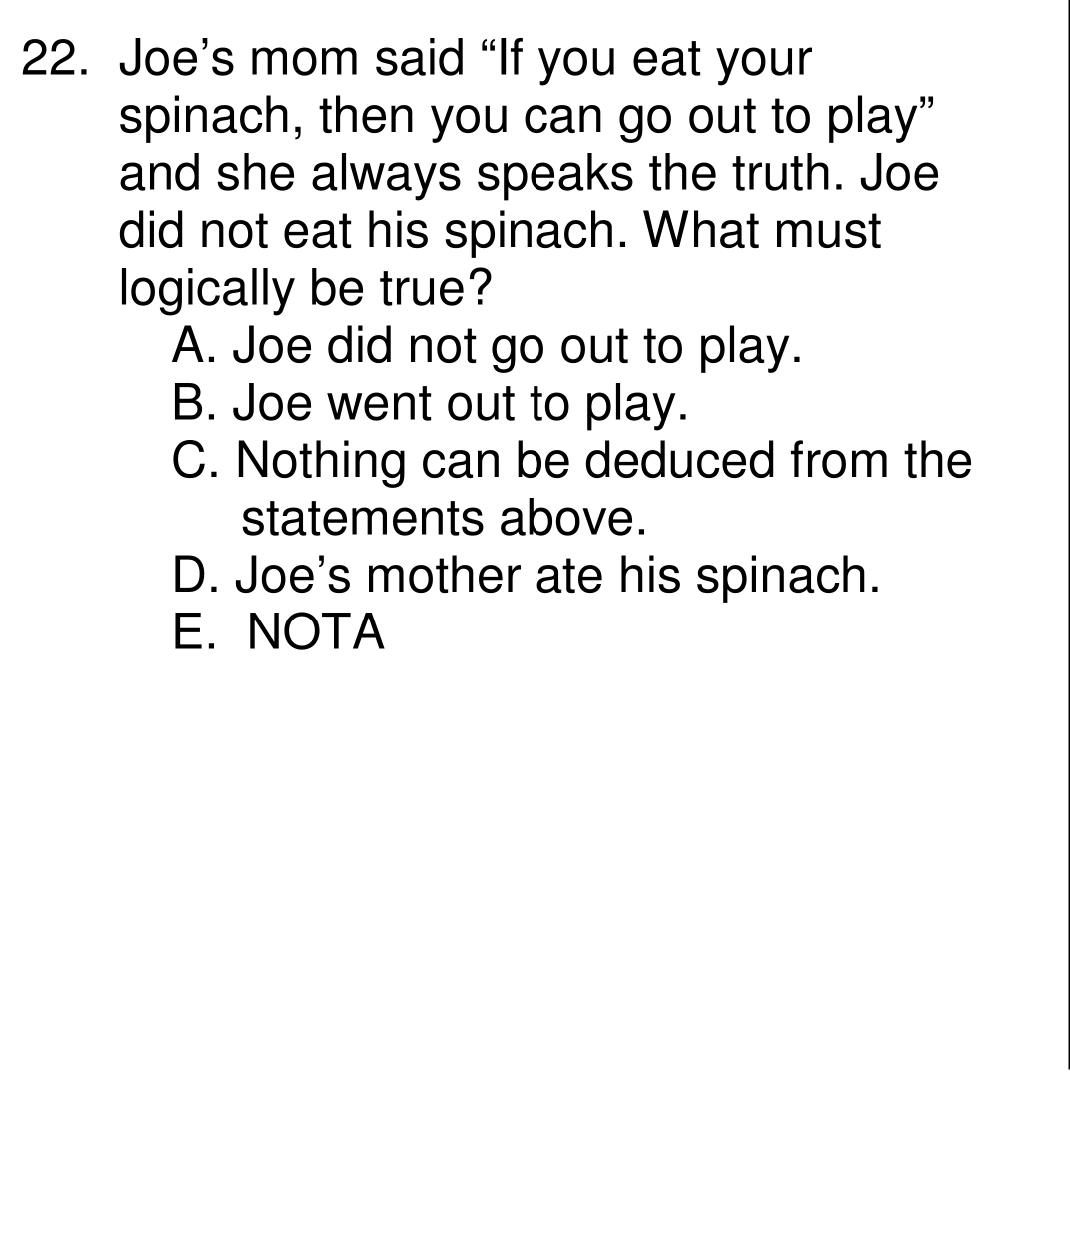 22. Joe’s mom said “If you eat your
spinach, then you can go out to play”
and she always speaks the truth. Joe
did not eat his spinach. What must
logically be true?
A. Joe did not go out to play.
B. Joe went out to play.
C. Nothing can be deduced from the
statements above.
D. Joe’s mother ate his spinach.
E. NOTA